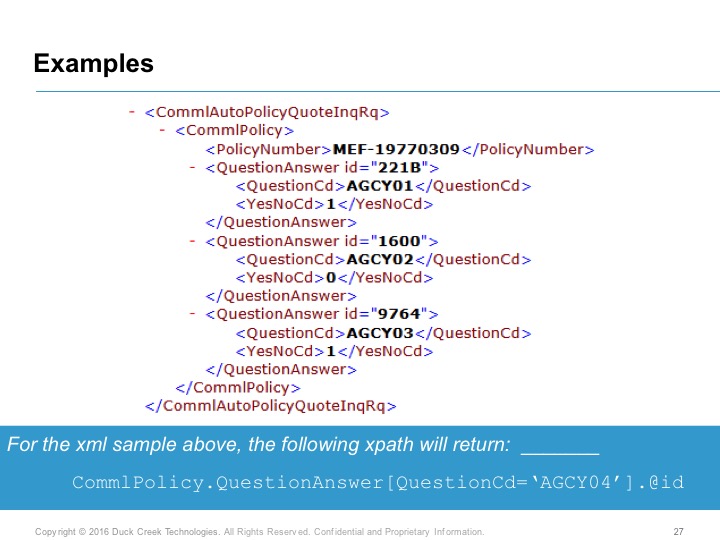 Examples
- <CommlAutoPolicyQuoteInqRq>
- <CommlPolicy>
<PolicyNumber>MEF-19770309</PolicyNumber>
- <QuestionAnswer id="221B">
<QuestionCd>AGCY01</QuestionCd>
<YesNoCd>1</YesNoCd>
</QuestionAnswer>
- <QuestionAnswer id="1600">
<QuestionCd>AGCY02</QuestionCd>
<YesNoCd>0</YesNoCd>
</QuestionAnswer>
- <QuestionAnswer id="9764">
<QuestionCd>AGCY03</QuestionCd>
<YesNoCd>1</YesNoCd>
</QuestionAnswer>
</CommlPolicy>
</CommlAutoPolicyQuoteInqRq>
For the xml sample above, the following xpath will return: _______
CommlPolicy.QuestionAnswer[QuestionCd=‘AGCY04’].@id
Copyright © 2016 Duck Creek Technologies. All Rights Reserved. Confidential and Proprietary Information. 27